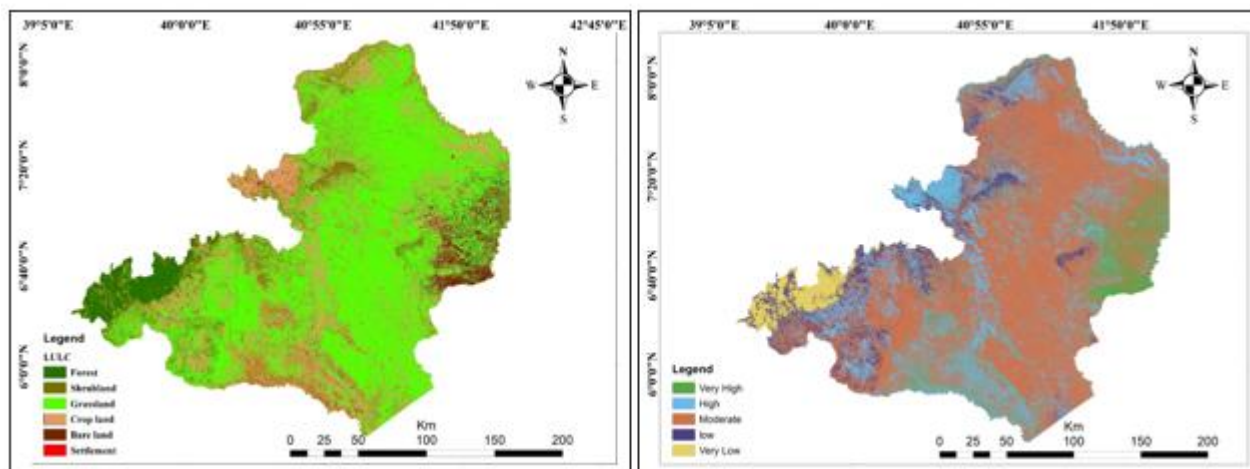 39°5'0"E 40°0'0"E 40°55'0"E 41°50'0"E 42°45'0"E
N
W E
S
8°0'0"N
7°20'0"N
6°40'0"N
6°0'0"N
Legend
LULC
Forest
Shrubland
Grassland
Crop land
Bare land
Settlement
Km
0 25 50 100 150 200
39°5'0"E 40°0'0"E 40°55'0"E 41°50'0"E
N
W E
S
8°0'0"N
7°20'0"N
6°40'0"N
6°0'0"N
Legend
Very High
High
Moderate
low
Very Low
Km
0 25 50 100 150 200